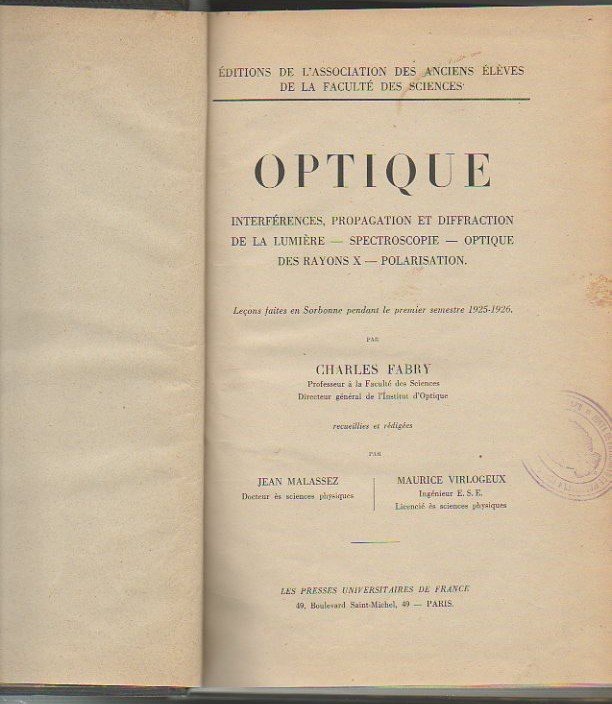 ÉDITIONS DE L'ASSOCIATION DES ANCIENS ÉLÈVES
DE LA FACULTÉ DES SCIENCES
OPTIQUE
INTERFÉRENCES, PROPAGATION ET DIFFRACTION
DE LA LUMIÈRE — SPECTROSCOPIE — OPTIQUE
DES RAYONS X — POLARISATION.
Leçons faites en Sorbonne pendant le premier semestre 1925-1926.
PAR
CHARLES FABRY
Professeur à la Faculté des Sciences
Directeur général de l'Institut d'Optique
recueillies et rédigées
PAR
JEAN MALASSEZ
Docteur ès sciences physiques
MAURICE VIRLOGEUX
Ingénieur E. S. E.
Licencié ès sciences physiques
LES PRESSES UNIVERSITAIRES DE FRANCE
49, Boulevard Saint-Michel, 49 — PARIS.